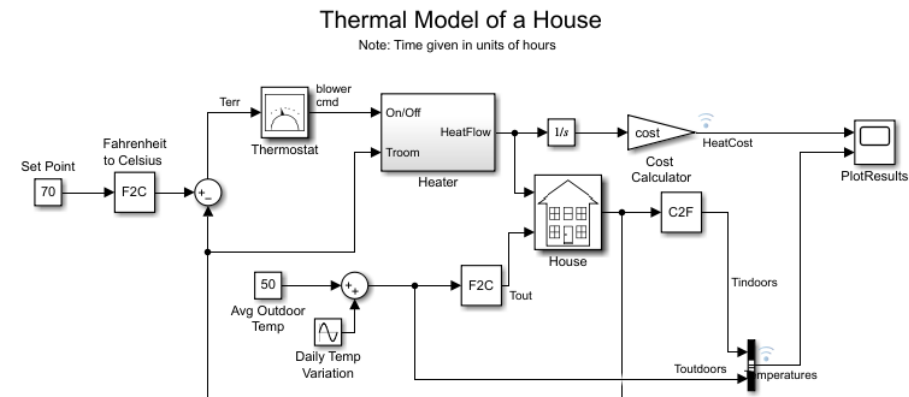 Thermal Model of a House
Note: Time given in units of hours
Set Point
70
Fahrenheit
to Celsius
F2C
+
−
Terr
Thermostat
blower
cmd
On/Off
HeatFlow
Troom
Heater
1/s
cost
Cost
Calculator
HeatCost
PlotResults
House
C2F
Tindoors
50
Avg Outdoor
Temp
+
+
Daily Temp
Variation
F2C
Tout
Toutdoors
Temperatures